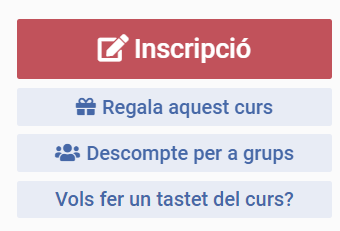 Inscripció
Regala aquest curs
Descompte per a grups
Vols fer un tastet del curs?